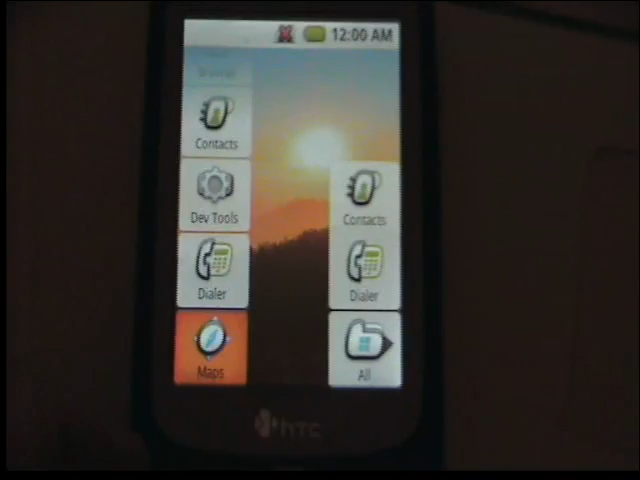 12:00 AM
Contacts
Dev Tools
Dialer
Maps
Contacts
Dialer
All
hTC